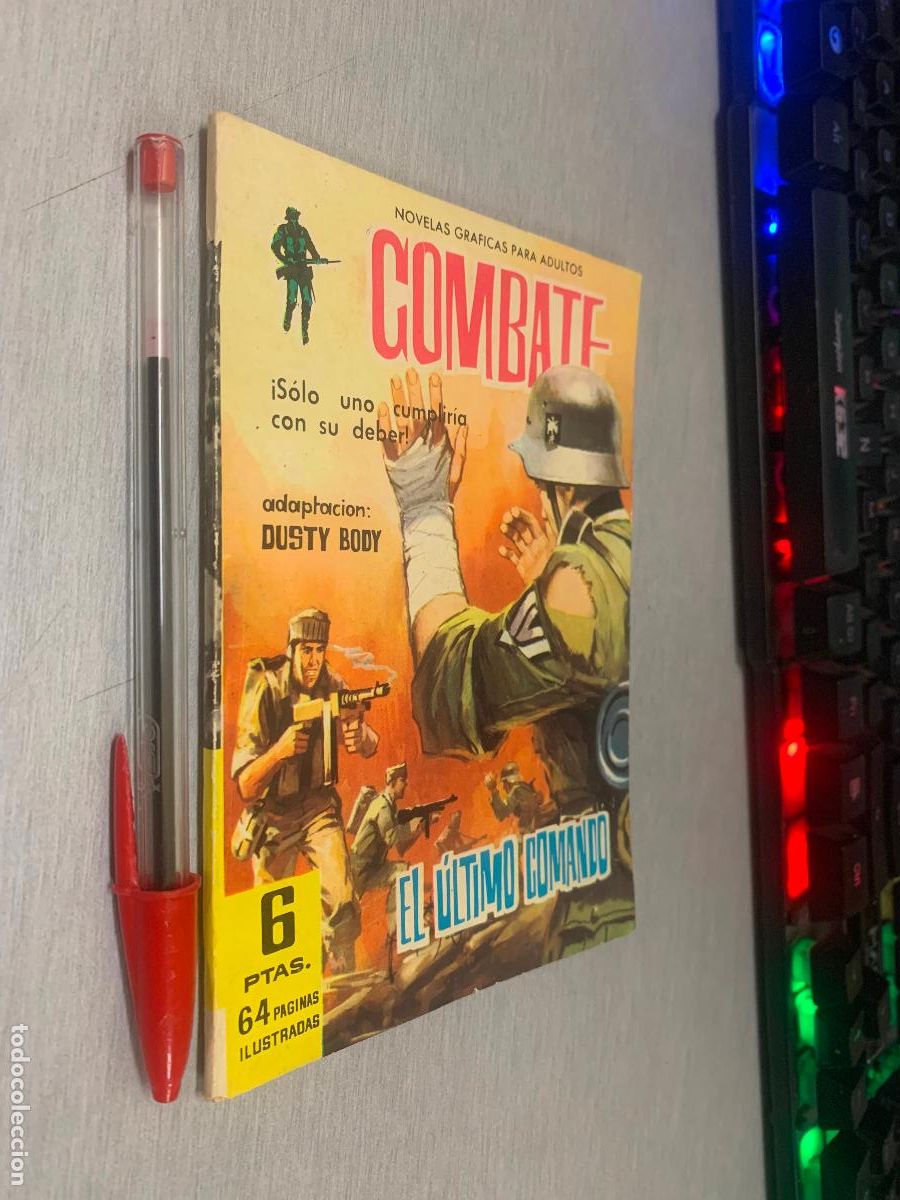 NOVELAS GRAFICAS PARA ADULTOS
COMBATE
¡Sólo uno cumpliría
con su deber!
adaptacion:
DUSTY BODY
EL ÚLTIMO COMANDO
6
PTAS.
64 PAGINAS
ILUSTRADAS
todocoleccion.net